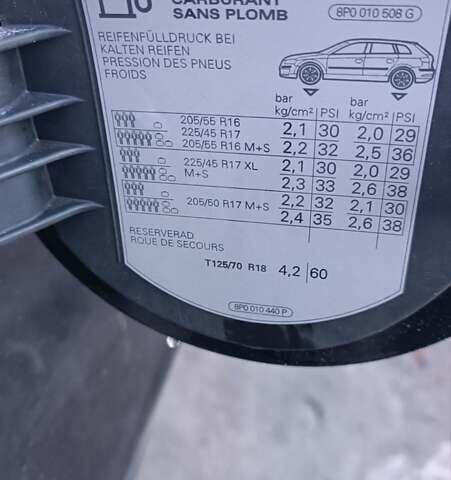 CARBURANT
SANS PLOMB
8P0 010 508 G
REIFENFÜLLDRUCK BEI
KALTEN REIFEN
PRESSION DES PNEUS
FROIDS
bar
kg/cm² PSI
bar
kg/cm² PSI
205/55 R16
225/45 R17
205/55 R16 M+S
2,1 30 2,0 29
2,2 32 2,5 36
225/45 R17 XL
M+S
2,1 30 2,0 29
2,3 33 2,6 38
205/50 R17 M+S
2,2 32 2,1 30
2,4 35 2,6 38
RESERVERAD
RQUE DE SECOURS
T125/70 R18 4,2 60
8P0 010 440 P